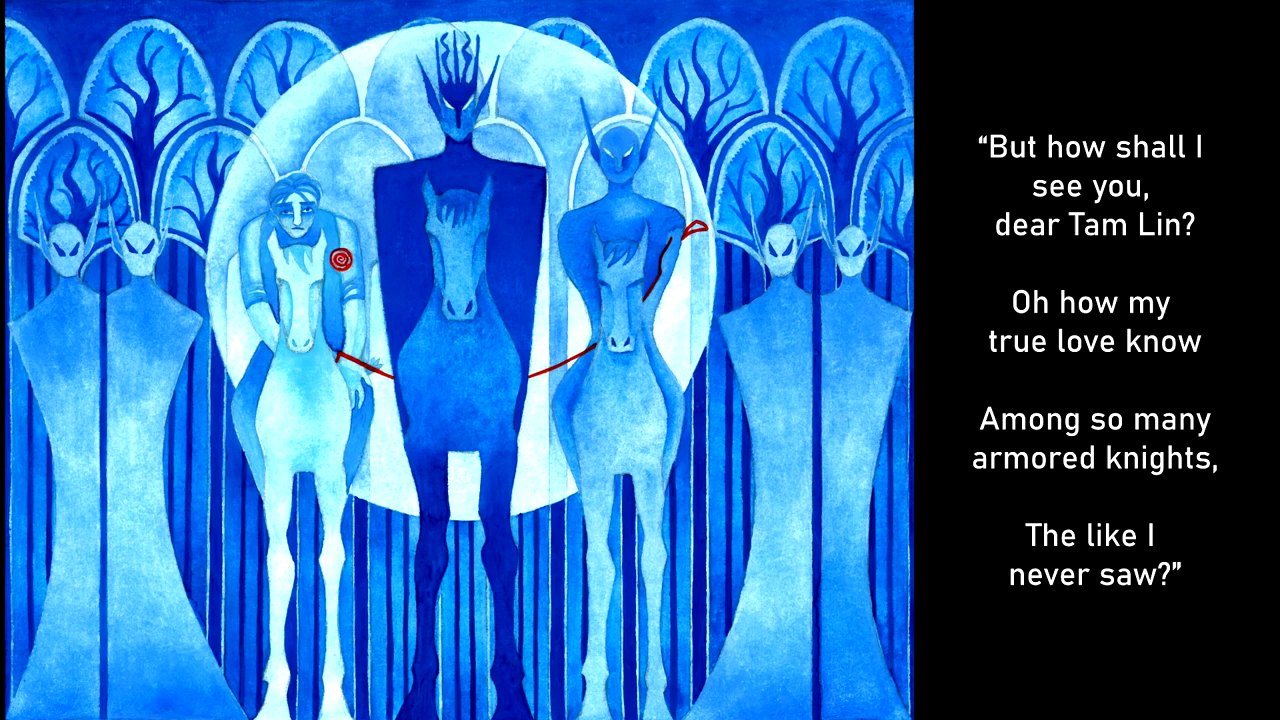 “But how shall I
see you,
dear Tam Lin?
Oh how my
true love know
Among so many
armored knights,
The like I
never saw?”